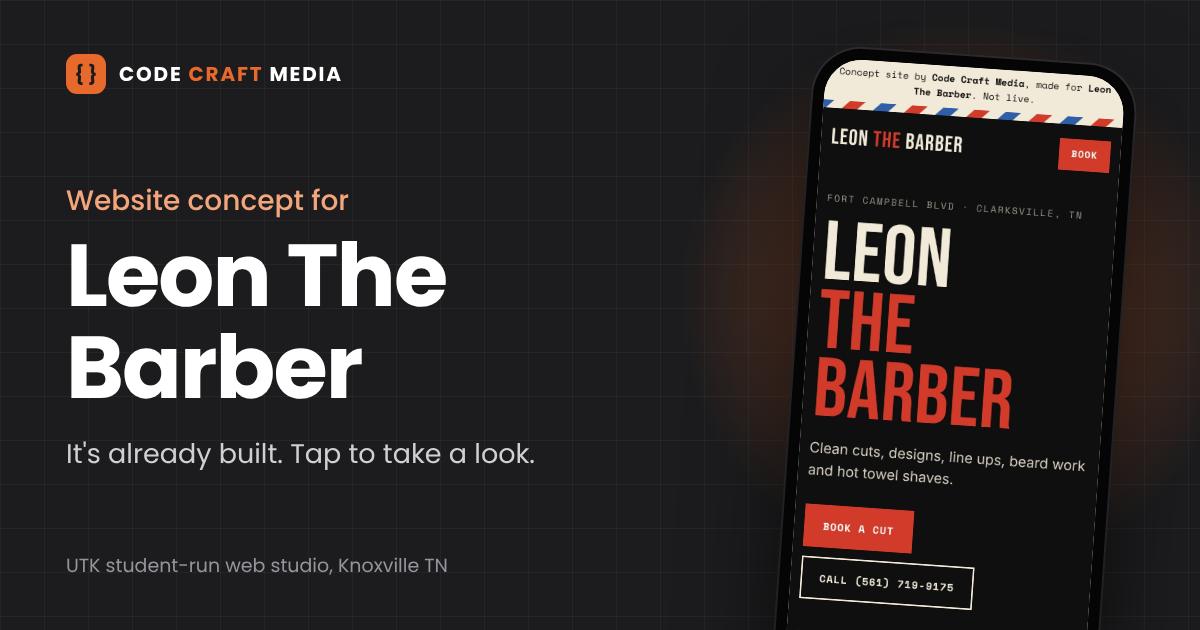 { } CODE CRAFT MEDIA
Website concept for
Leon The
Barber
It's already built. Tap to take a look.
UTK student-run web studio, Knoxville TN
Concept site by Code Craft Media, made for Leon
The Barber. Not live.
LEON THE BARBER
BOOK
FORT CAMPBELL BLVD · CLARKSVILLE, TN
LEON
THE
BARBER
Clean cuts, designs, line ups, beard work
and hot towel shaves.
BOOK A CUT
CALL (561) 719-9175